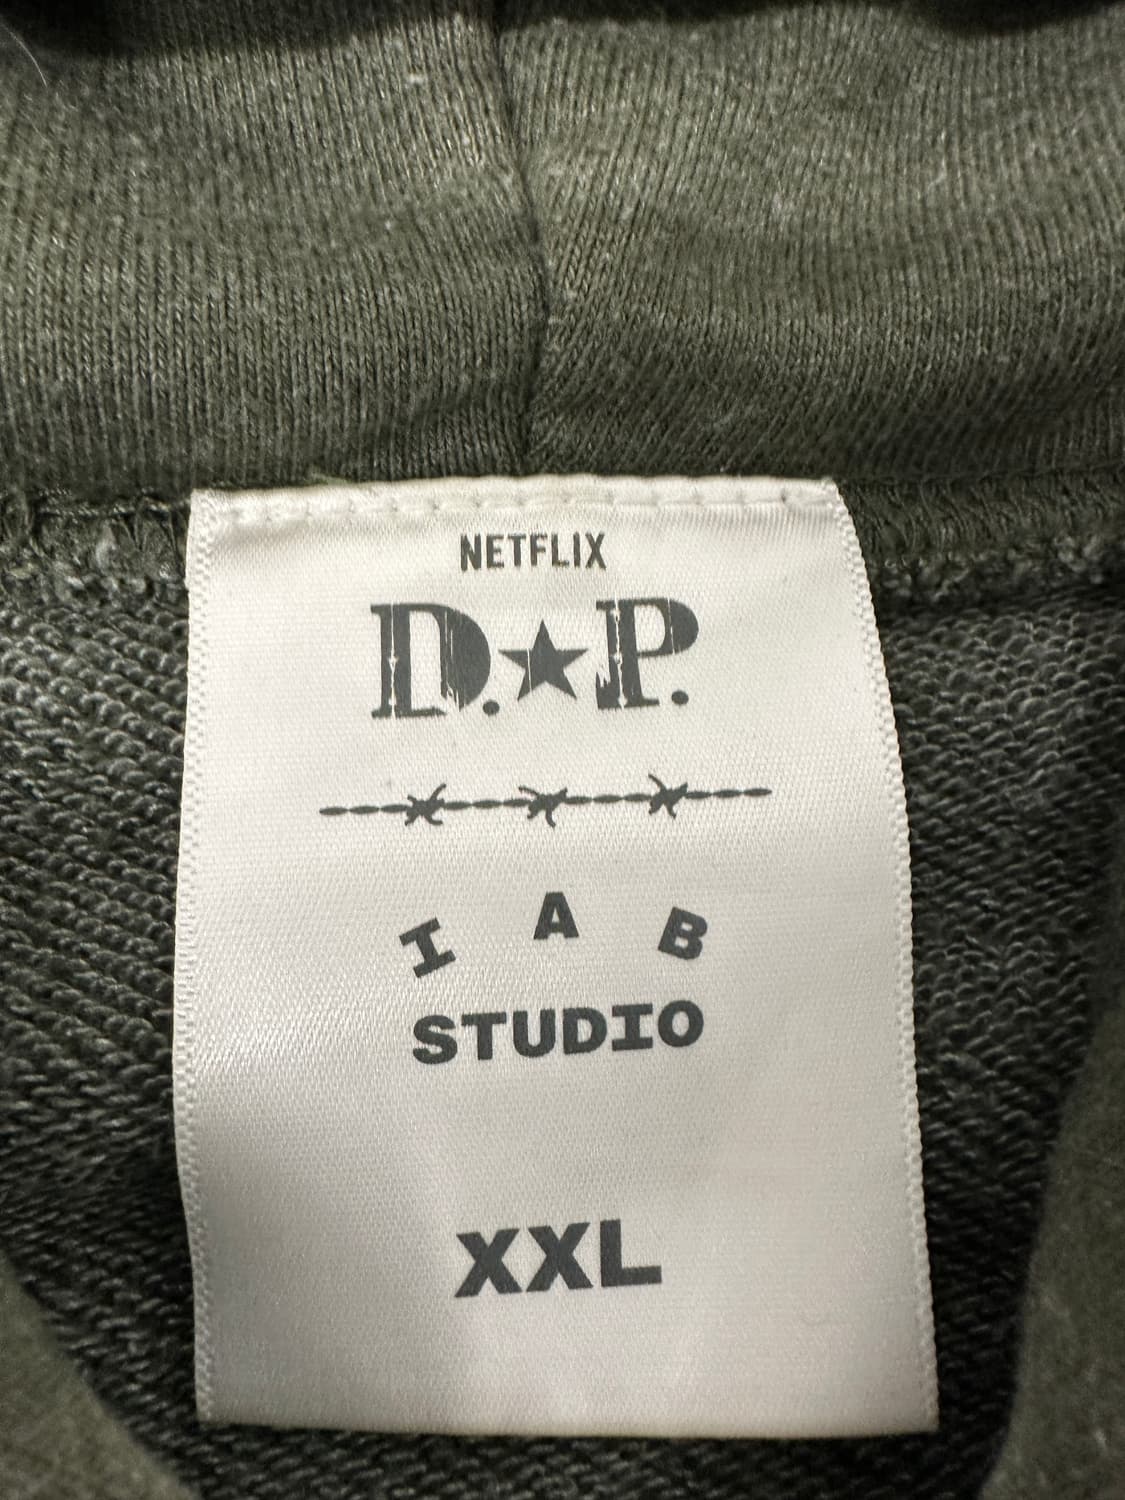 NETFLIX
D.★P.
I A B
STUDIO
XXL